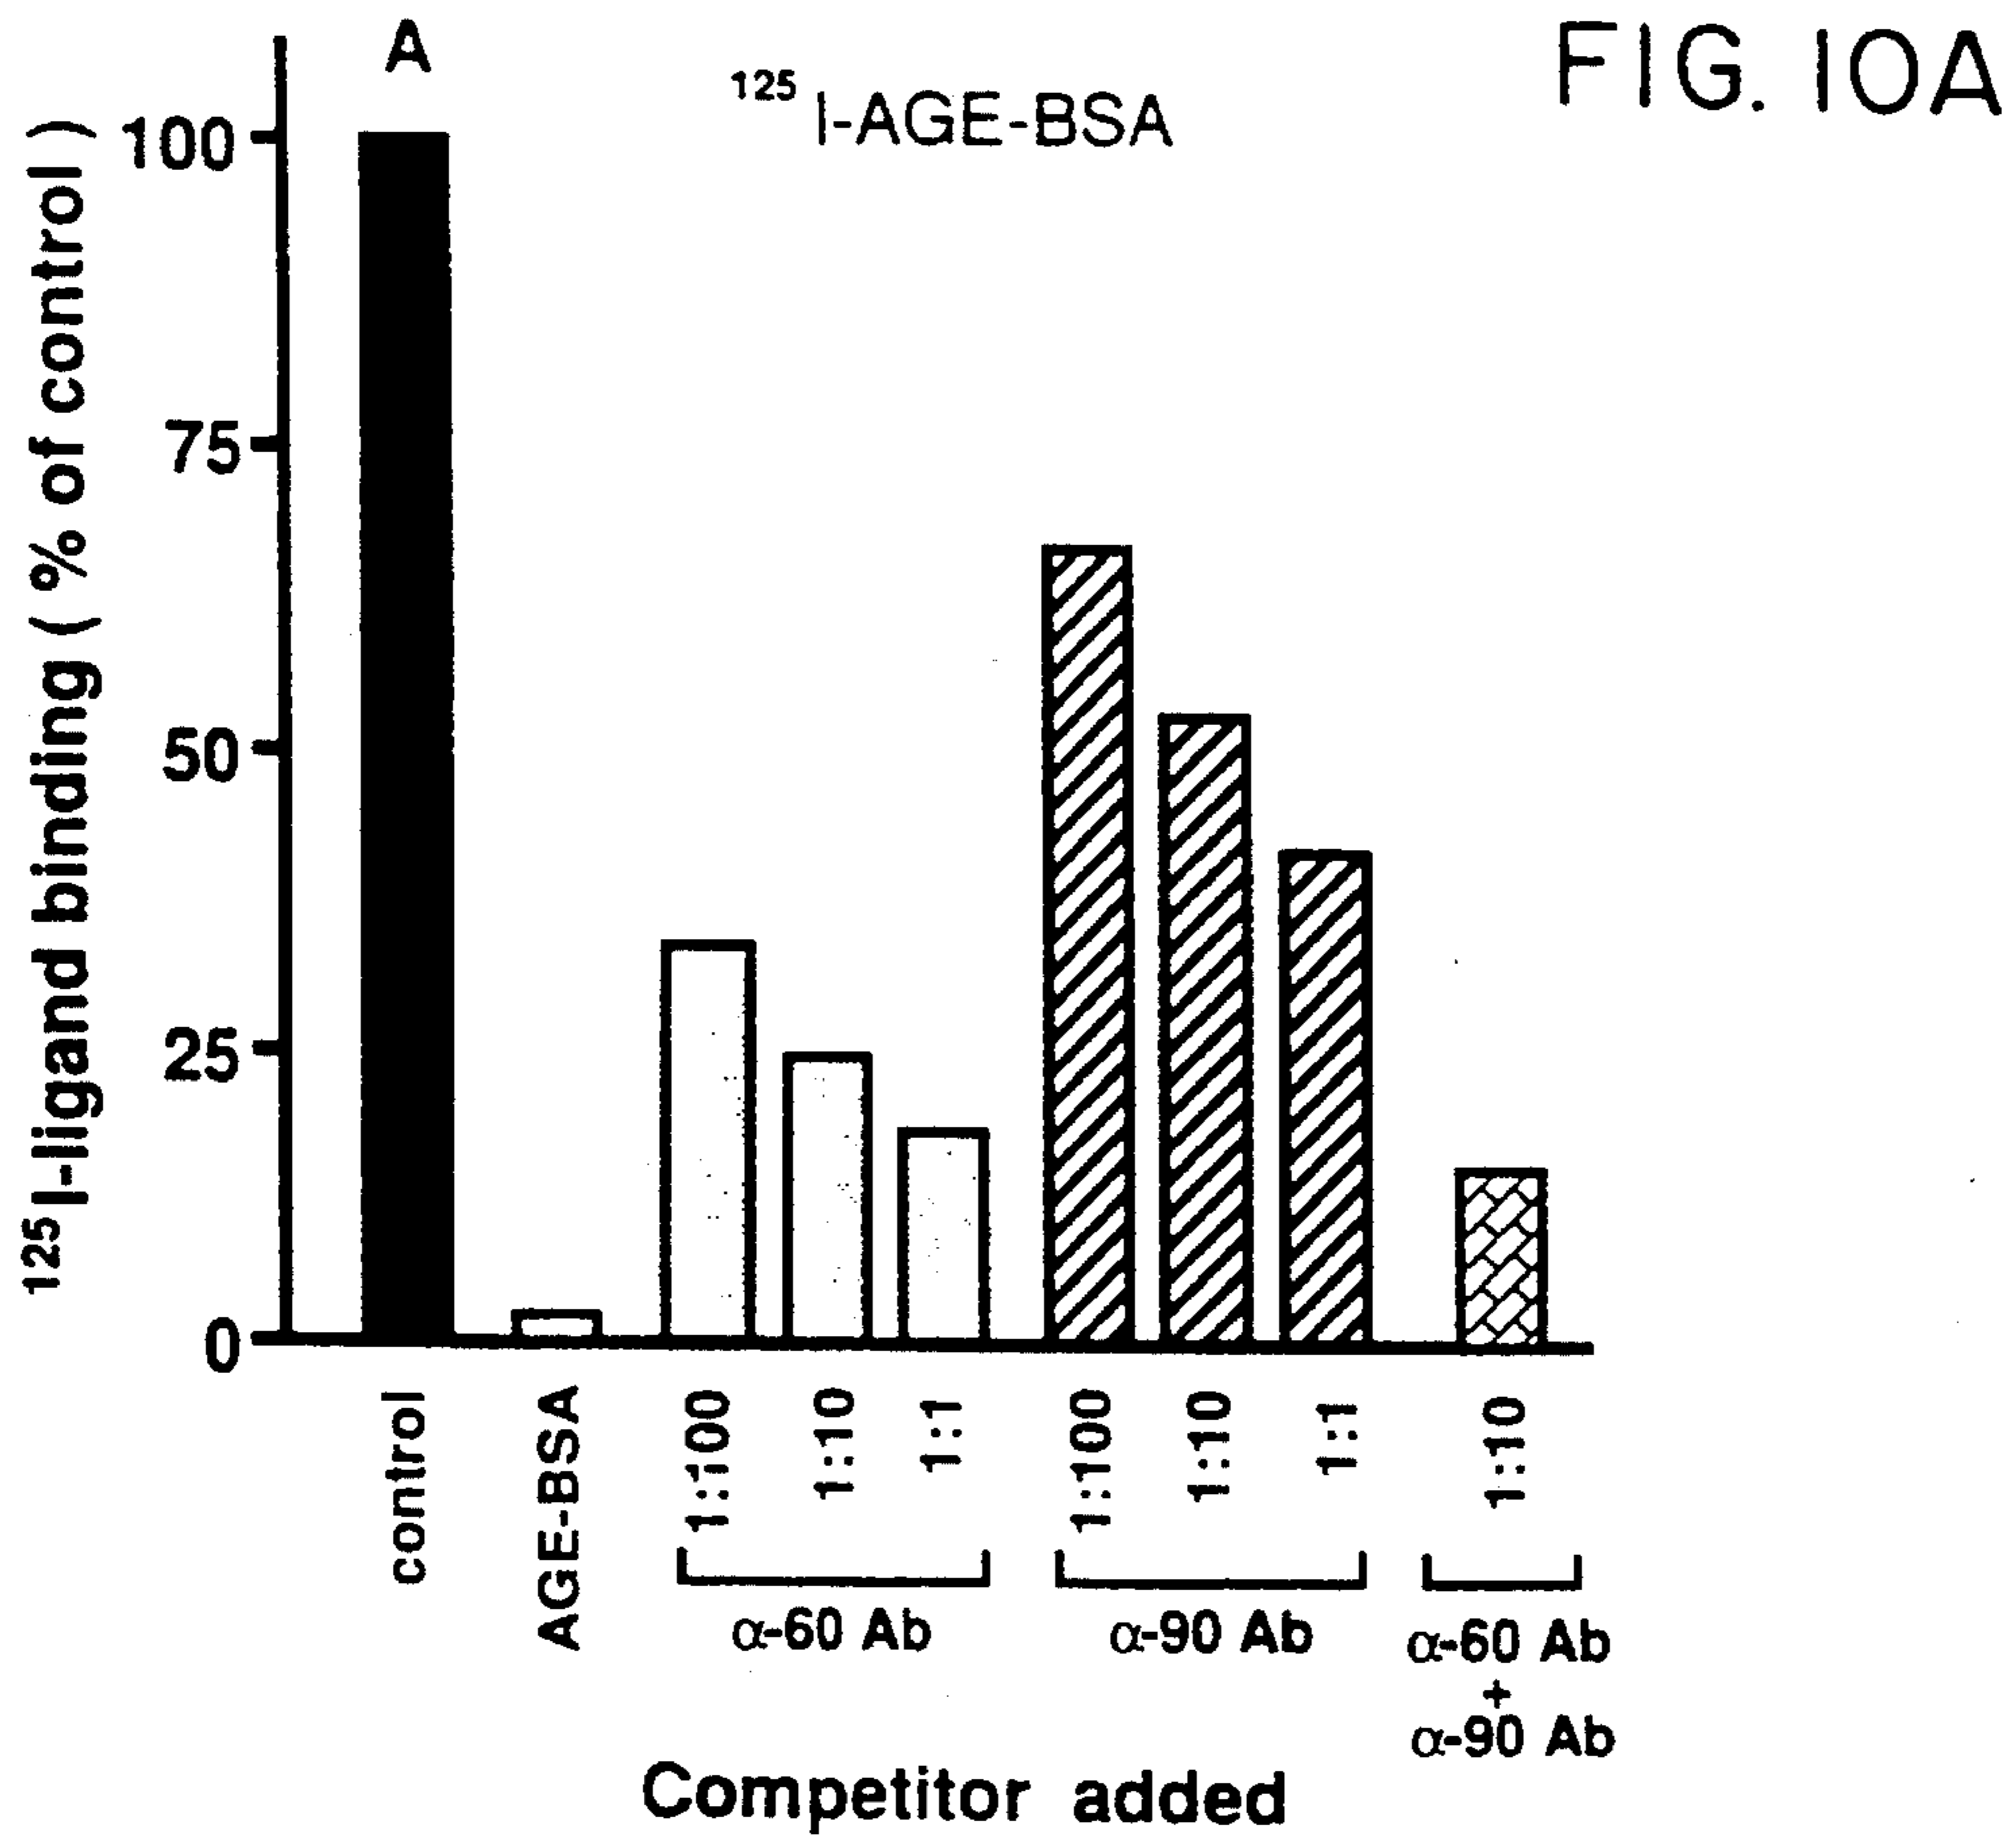 FIG. 10A
A
¹²⁵I-AGE-BSA
¹²⁵I-ligand binding ( % of control )
100
75
50
25
0
control
AGE-BSA
1:100
1:10
1:1
1:100
1:10
1:1
1:10
α-60 Ab
α-90 Ab
α-60 Ab
+
α-90 Ab
Competitor added